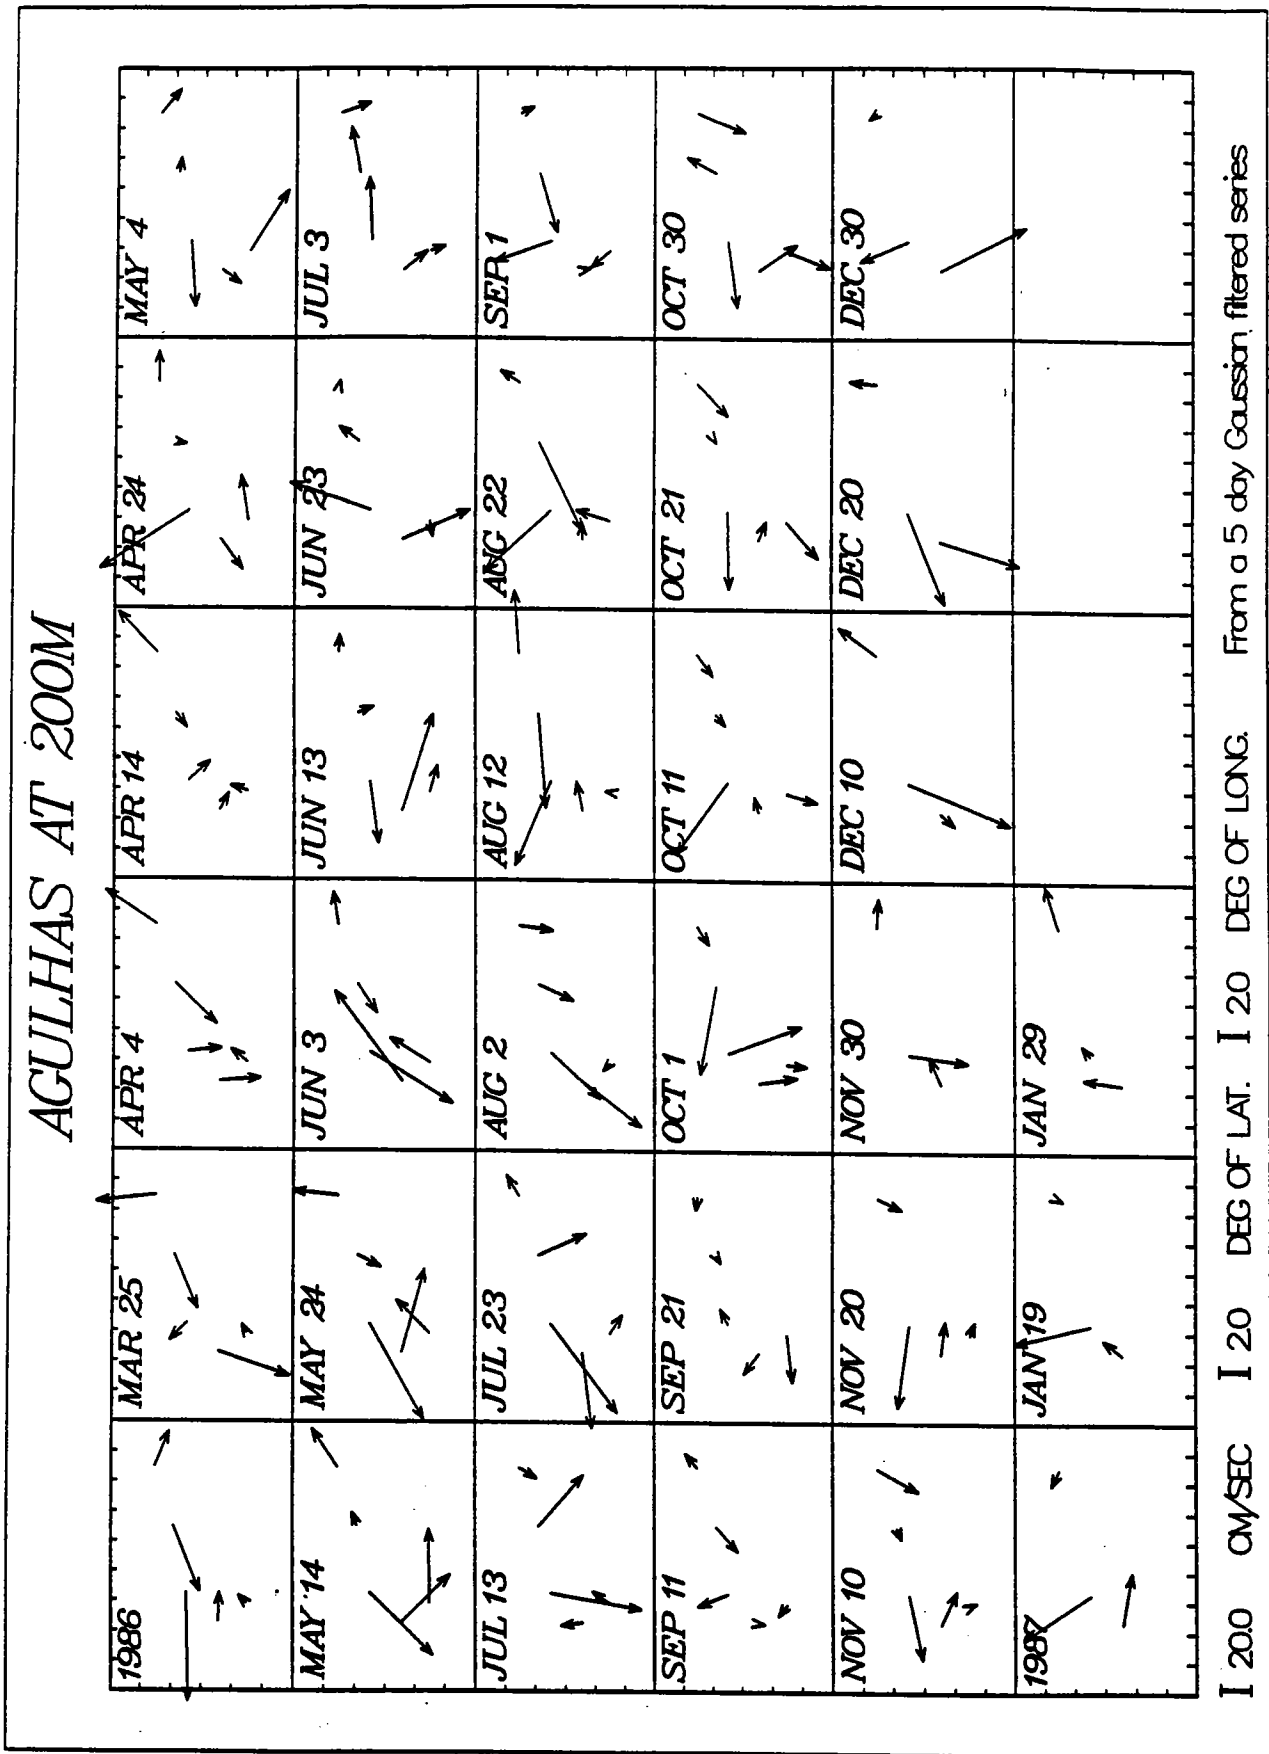 AGULHAS AT 200M
1986
MAR 25
APR 4
APR 14
APR 24
MAY 4
MAY 14
MAY 24
JUN 3
JUN 13
JUN 23
JUL 3
JUL 13
JUL 23
AUG 2
AUG 12
AUG 22
SEP 1
SEP 11
SEP 21
OCT 1
OCT 11
OCT 21
OCT 30
NOV 10
NOV 20
NOV 30
DEC 10
DEC 20
DEC 30
1987
JAN 19
JAN 29
I 20.0 CM/SEC I 2.0 DEG OF LAT. I 2.0 DEG OF LONG. From a 5 day Gaussian filtered series